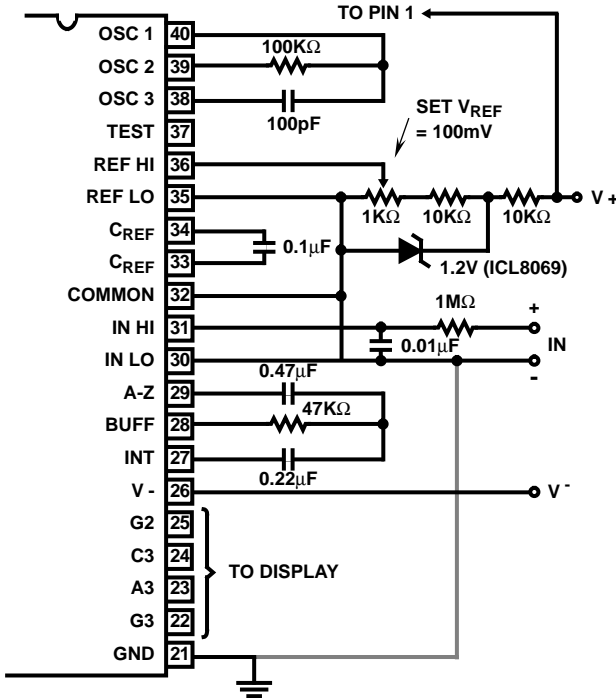 TO PIN 1
OSC 1 40
100KΩ
OSC 2 39
OSC 3 38
100pF
SET VREF
= 100mV
TEST 37
REF HI 36
REF LO 35
V +
1KΩ 10KΩ 10KΩ
CREF 34
0.1µF
CREF 33
1.2V (ICL8069)
COMMON 32
1MΩ
+
IN HI 31
0.01µF
IN
IN LO 30
-
0.47µF
A-Z 29
47KΩ
BUFF 28
INT 27
0.22µF
V - 26
V -
G2 25
C3 24
TO DISPLAY
A3 23
G3 22
GND 21